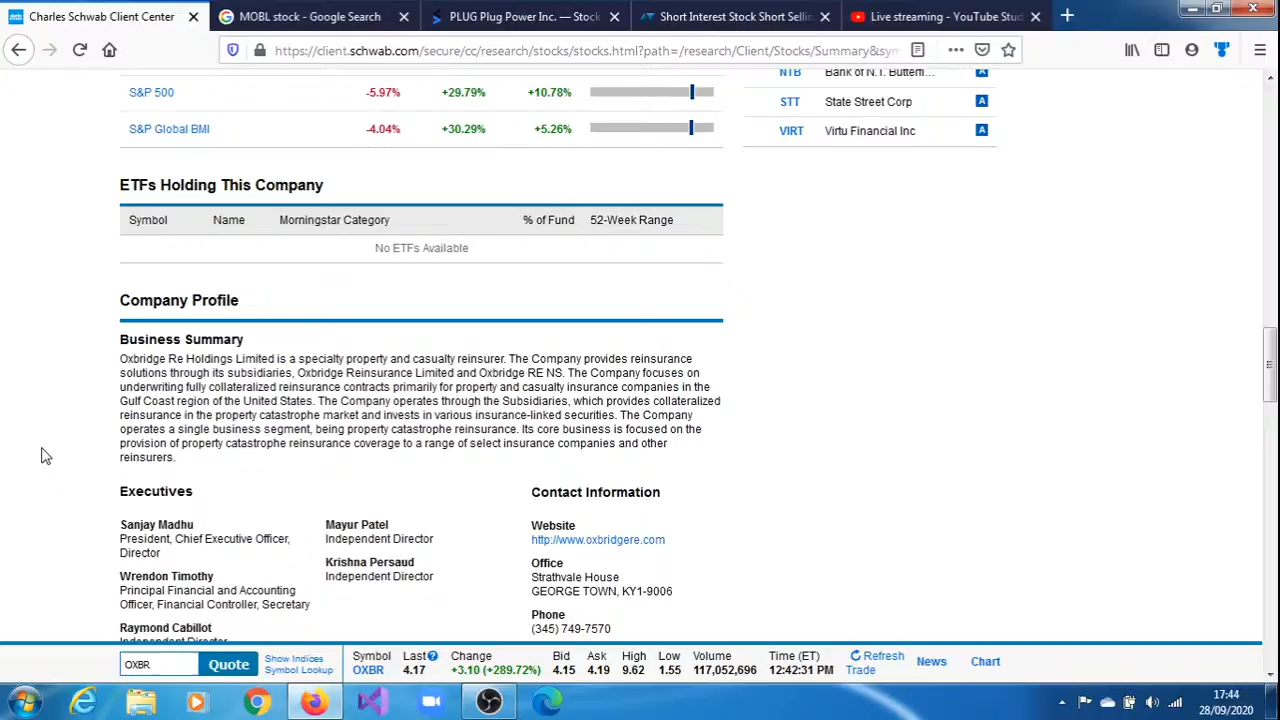 Charles Schwab Client Center
MOBL stock - Google Search
PLUG Plug Power Inc. — Stock
Short Interest Stock Short Sellin
Live streaming - YouTube Stud
https://client.schwab.com/secure/cc/research/stocks/stocks.html?path=/research/Client/Stocks/Summary&sym
S&P 500 -5.97% +29.79% +10.78%
S&P Global BMI -4.04% +30.29% +5.26%
NTB Bank of N.T. Butterfi... A
STT State Street Corp A
VIRT Virtu Financial Inc A
ETFs Holding This Company
Symbol Name Morningstar Category % of Fund 52-Week Range
No ETFs Available
Company Profile
Business Summary
Oxbridge Re Holdings Limited is a specialty property and casualty reinsurer. The Company provides reinsurance
solutions through its subsidiaries, Oxbridge Reinsurance Limited and Oxbridge RE NS. The Company focuses on
underwriting fully collateralized reinsurance contracts primarily for property and casualty insurance companies in the
Gulf Coast region of the United States. The Company operates through the Subsidiaries, which provides collateralized
reinsurance in the property catastrophe market and invests in various insurance-linked securities. The Company
operates a single business segment, being property catastrophe reinsurance. Its core business is focused on the
provision of property catastrophe reinsurance coverage to a range of select insurance companies and other
reinsurers.
Executives
Sanjay Madhu
President, Chief Executive Officer,
Director
Wrendon Timothy
Principal Financial and Accounting
Officer, Financial Controller, Secretary
Raymond Cabillot
Independent Director
Mayur Patel
Independent Director
Krishna Persaud
Independent Director
Contact Information
Website
http://www.oxbridgere.com
Office
Strathvale House
GEORGE TOWN, KY1-9006
Phone
(345) 749-7570
OXBR Quote
Show Indices
Symbol Lookup
Symbol Last Change Bid Ask High Low Volume Time (ET)
OXBR 4.17 +3.10 (+289.72%) 4.15 4.19 9.62 1.55 117,052,696 12:42:31 PM
Refresh
Trade
News
Chart
17:44
28/09/2020